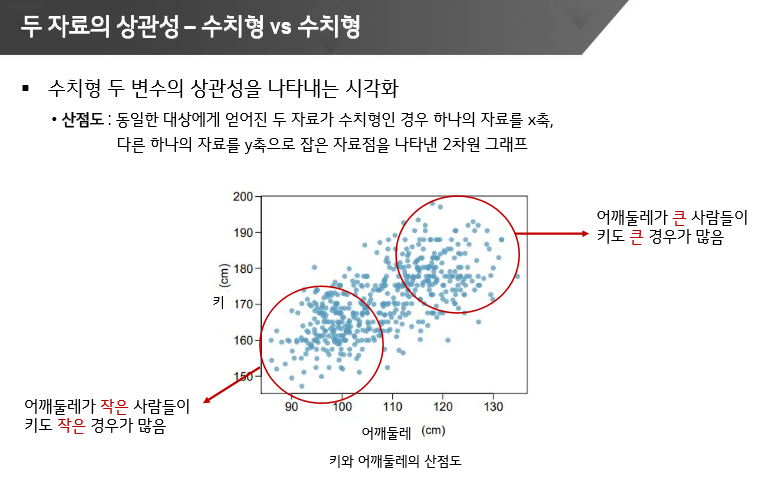 두 자료의 상관성 – 수치형 vs 수치형
▪ 수치형 두 변수의 상관성을 나타내는 시각화
• 산점도 : 동일한 대상에게 얻어진 두 자료가 수치형인 경우 하나의 자료를 x축,
다른 하나의 자료를 y축으로 잡은 자료점을 나타낸 2차원 그래프
200
190
180
170
160
150
(cm)
키
어깨둘레가 큰 사람들이
키도 큰 경우가 많음
어깨둘레가 작은 사람들이
키도 작은 경우가 많음
90 100 110 120 130
어깨둘레 (cm)
키와 어깨둘레의 산점도